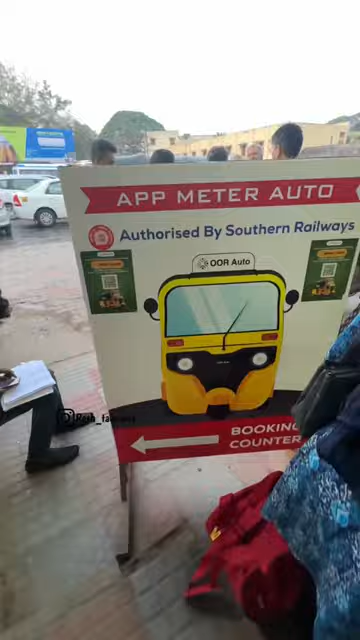 APP METER AUTO
Authorised By Southern Railways
OOR Auto
BOOKING
COUNTER